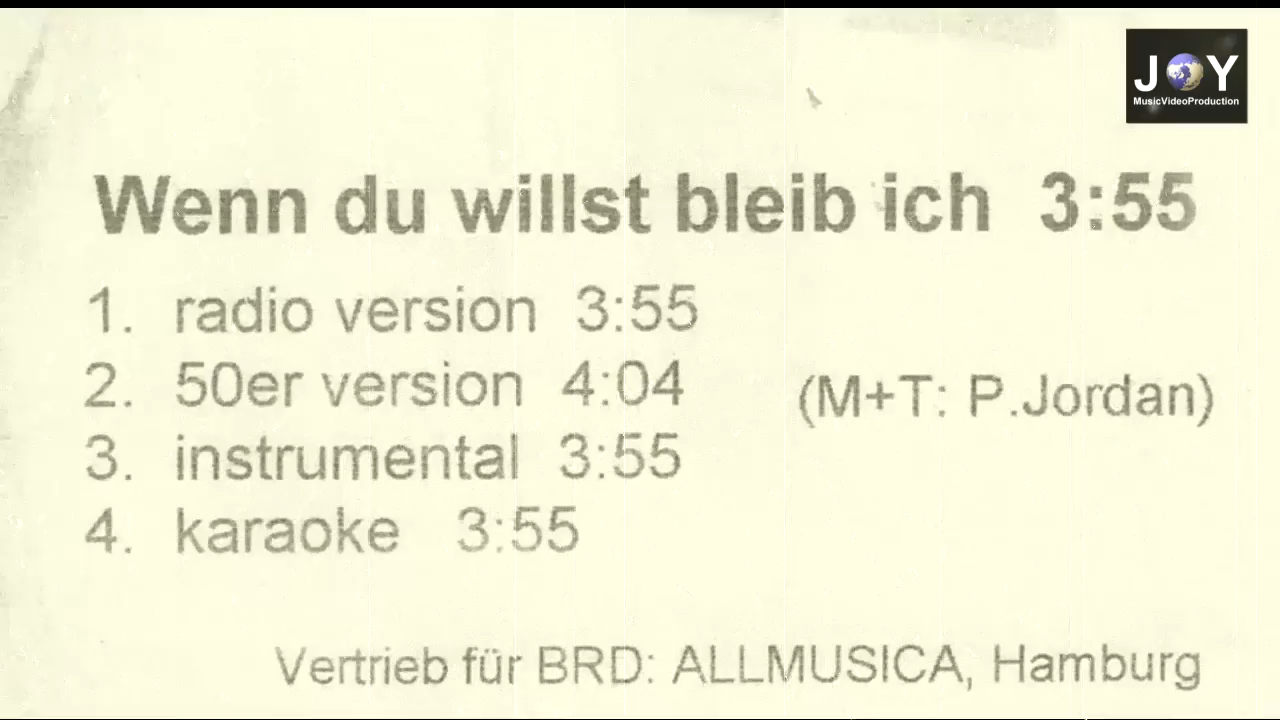 JOY
MusicVideoProduction
Wenn du willst bleib ich 3:55
1. radio version 3:55
2. 50er version 4:04
(M+T: P.Jordan)
3. instrumental 3:55
4. karaoke 3:55
Vertrieb für BRD: ALLMUSICA, Hamburg